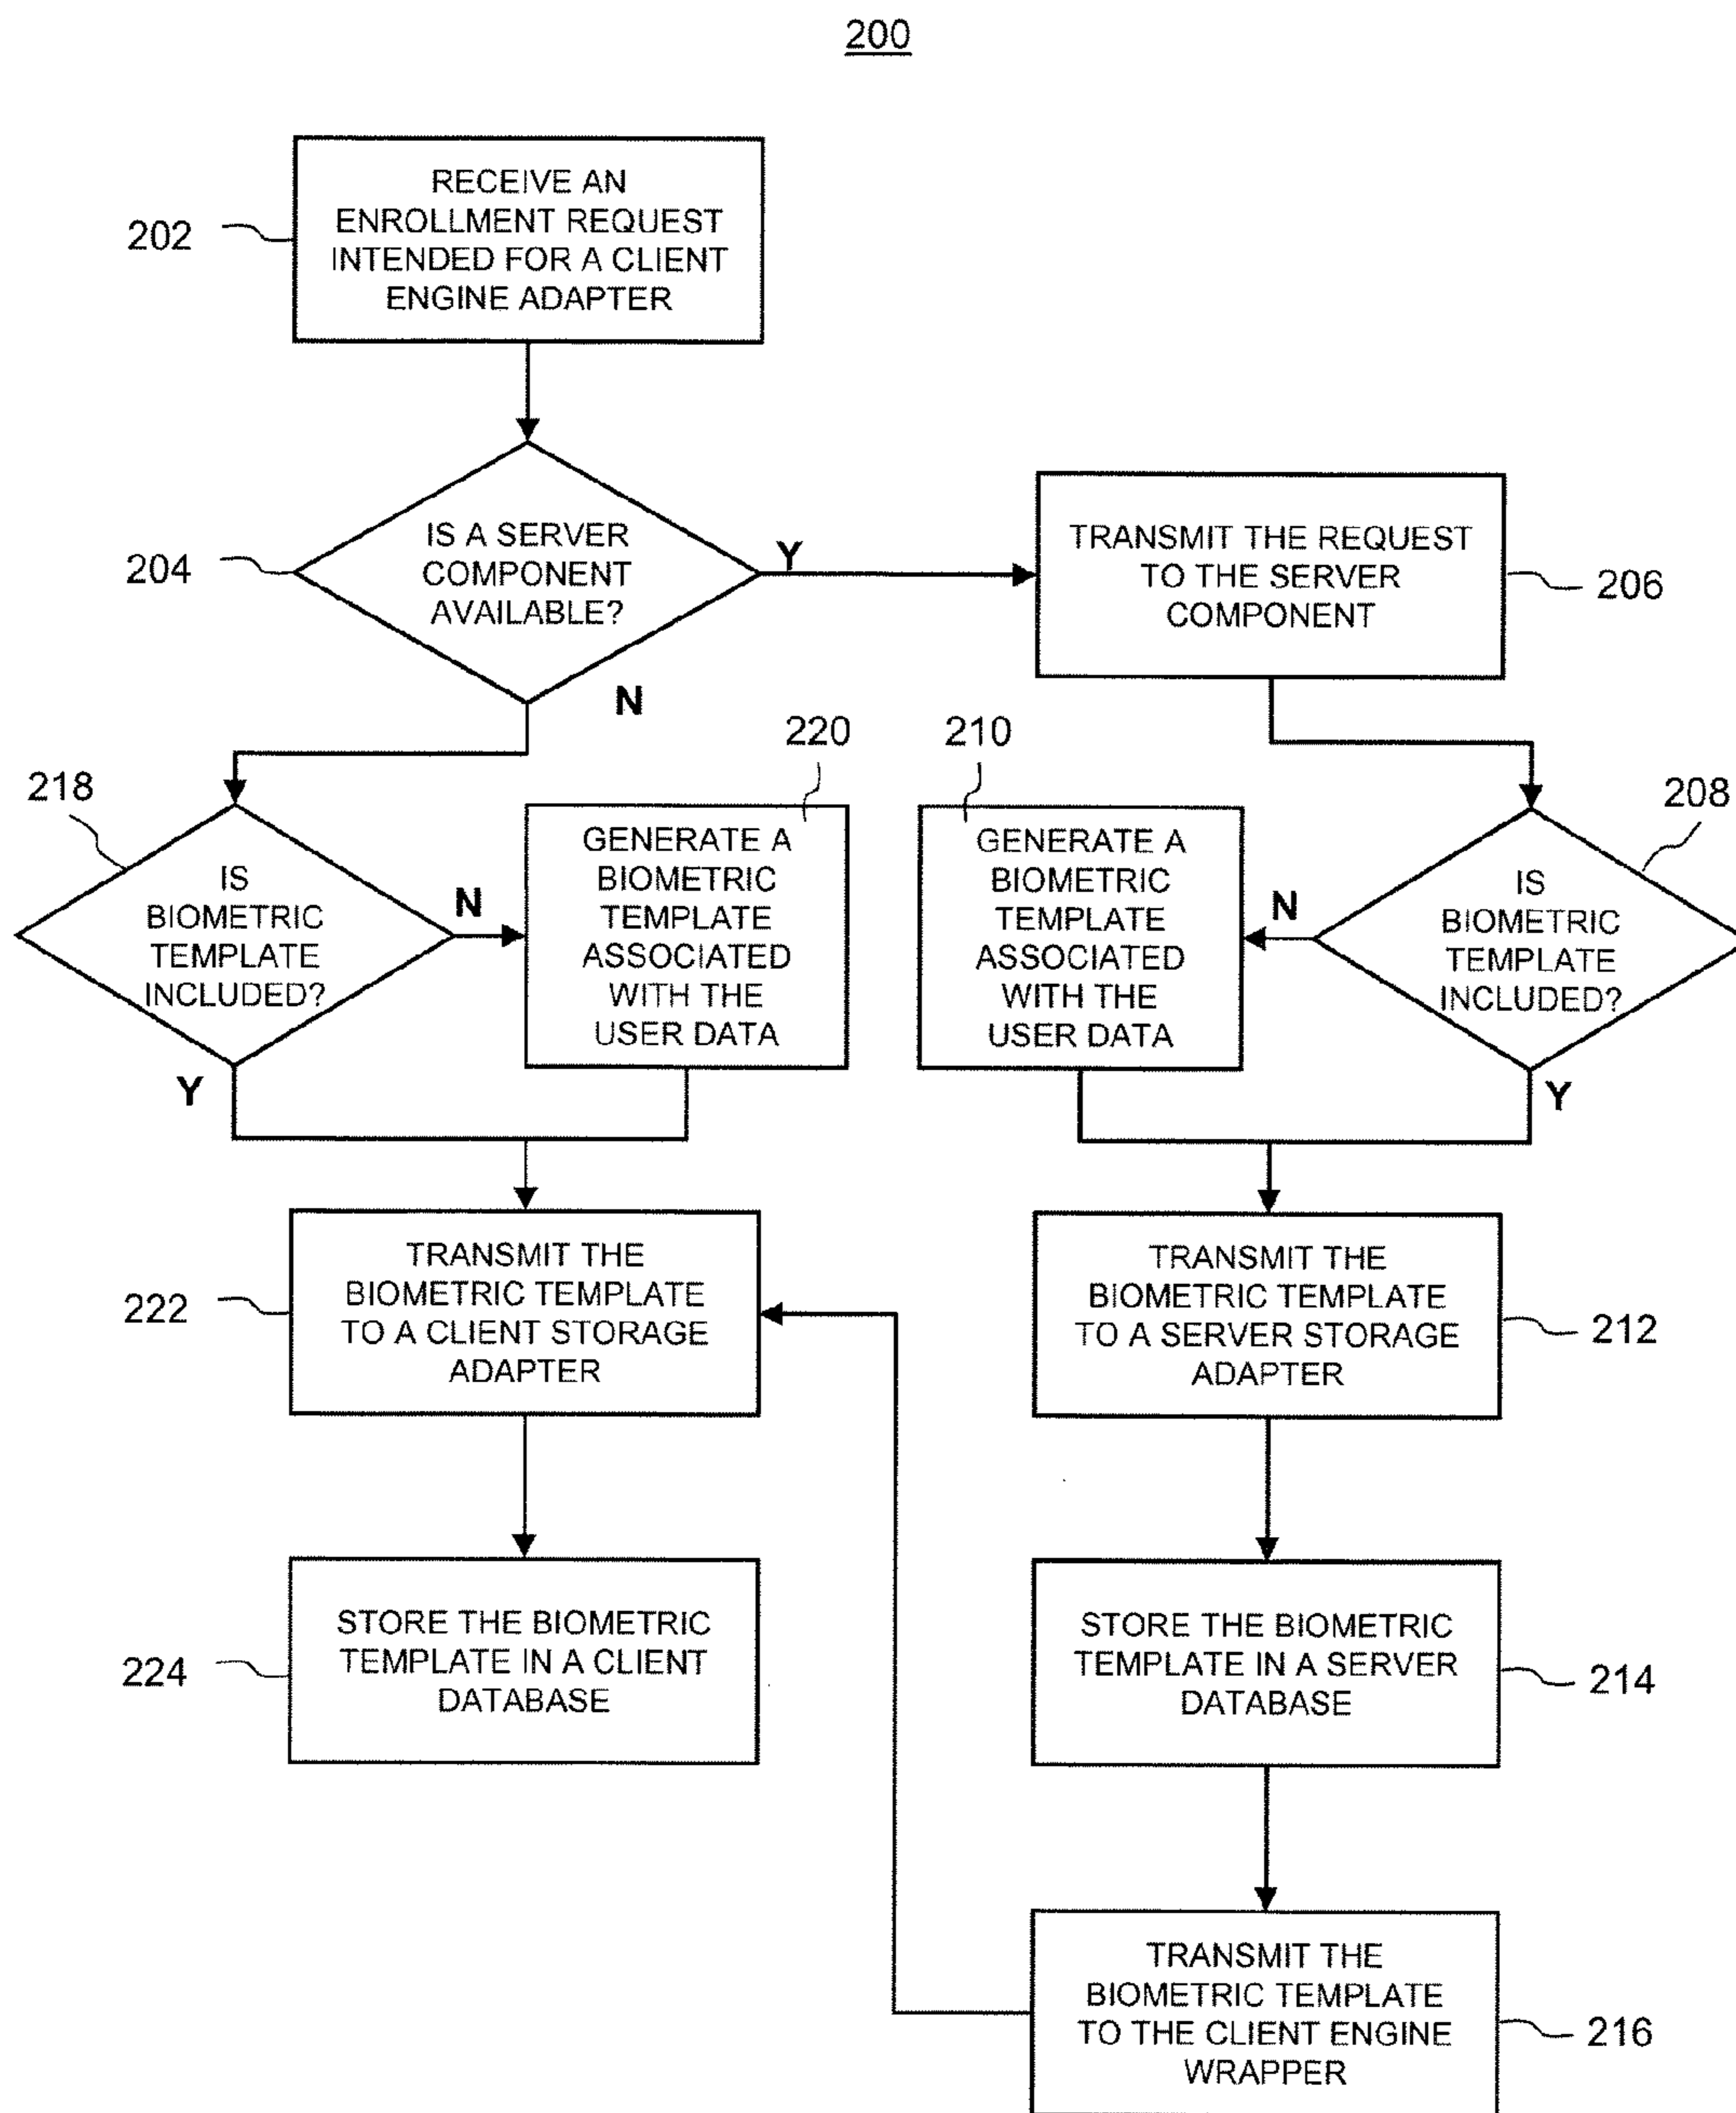 200
RECEIVE AN
ENROLLMENT REQUEST
INTENDED FOR A CLIENT
ENGINE ADAPTER
202
IS A SERVER
COMPONENT
AVAILABLE?
204
Y
N
TRANSMIT THE REQUEST
TO THE SERVER
COMPONENT
206
218
IS
BIOMETRIC
TEMPLATE
INCLUDED?
N
Y
220
GENERATE A
BIOMETRIC
TEMPLATE
ASSOCIATED
WITH THE
USER DATA
210
GENERATE A
BIOMETRIC
TEMPLATE
ASSOCIATED
WITH THE
USER DATA
208
IS
BIOMETRIC
TEMPLATE
INCLUDED?
N
Y
222
TRANSMIT THE
BIOMETRIC TEMPLATE
TO A CLIENT STORAGE
ADAPTER
TRANSMIT THE
BIOMETRIC TEMPLATE
TO A SERVER STORAGE
ADAPTER
212
224
STORE THE BIOMETRIC
TEMPLATE IN A CLIENT
DATABASE
STORE THE BIOMETRIC
TEMPLATE IN A SERVER
DATABASE
214
TRANSMIT THE
BIOMETRIC TEMPLATE
TO THE CLIENT ENGINE
WRAPPER
216